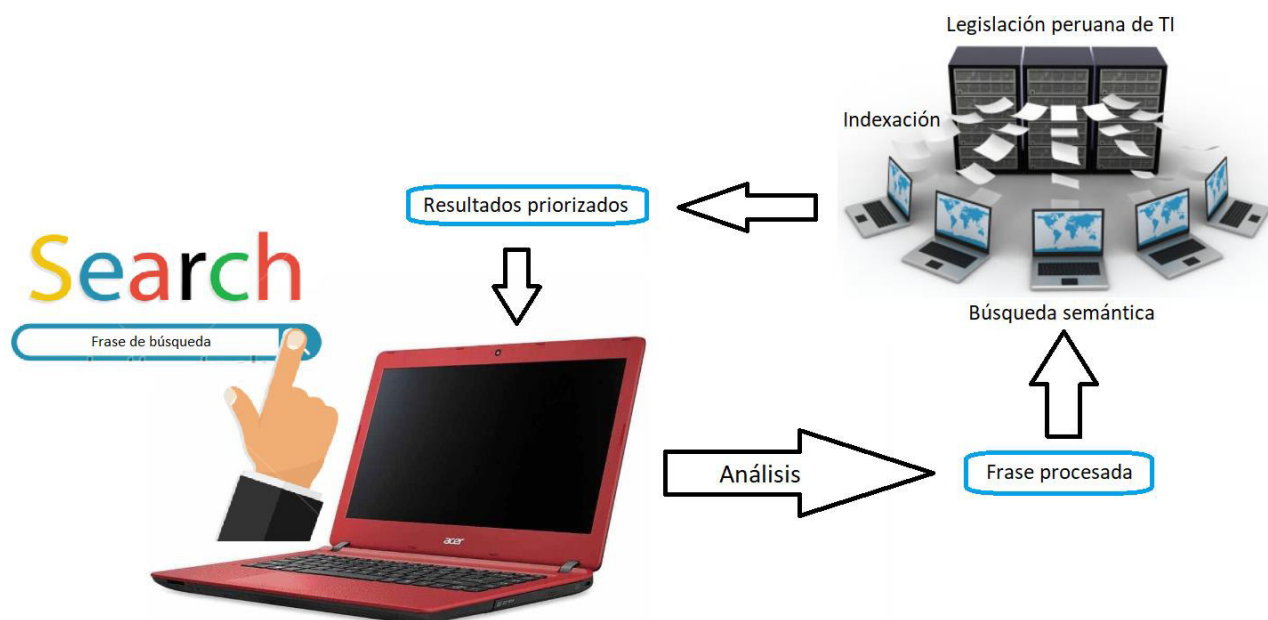 Legislación peruana de TI
Indexación
Resultados priorizados
Search
Frase de búsqueda
Búsqueda semántica
Análisis
Frase procesada
acer